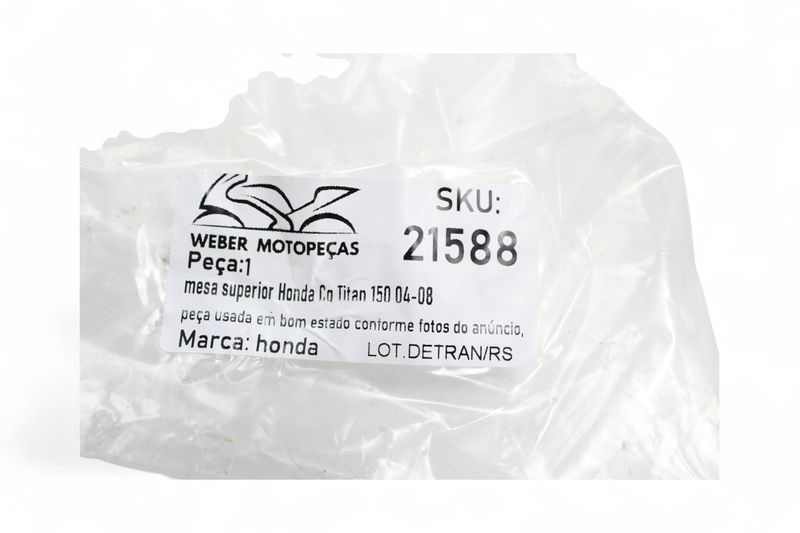 WEBER MOTOPEÇAS
SKU:
21588
Peça:1
mesa superior Honda Cg Titan 150 04-08
peça usada em bom estado conforme fotos do anúncio,
Marca: honda
LOT.DETRAN/RS